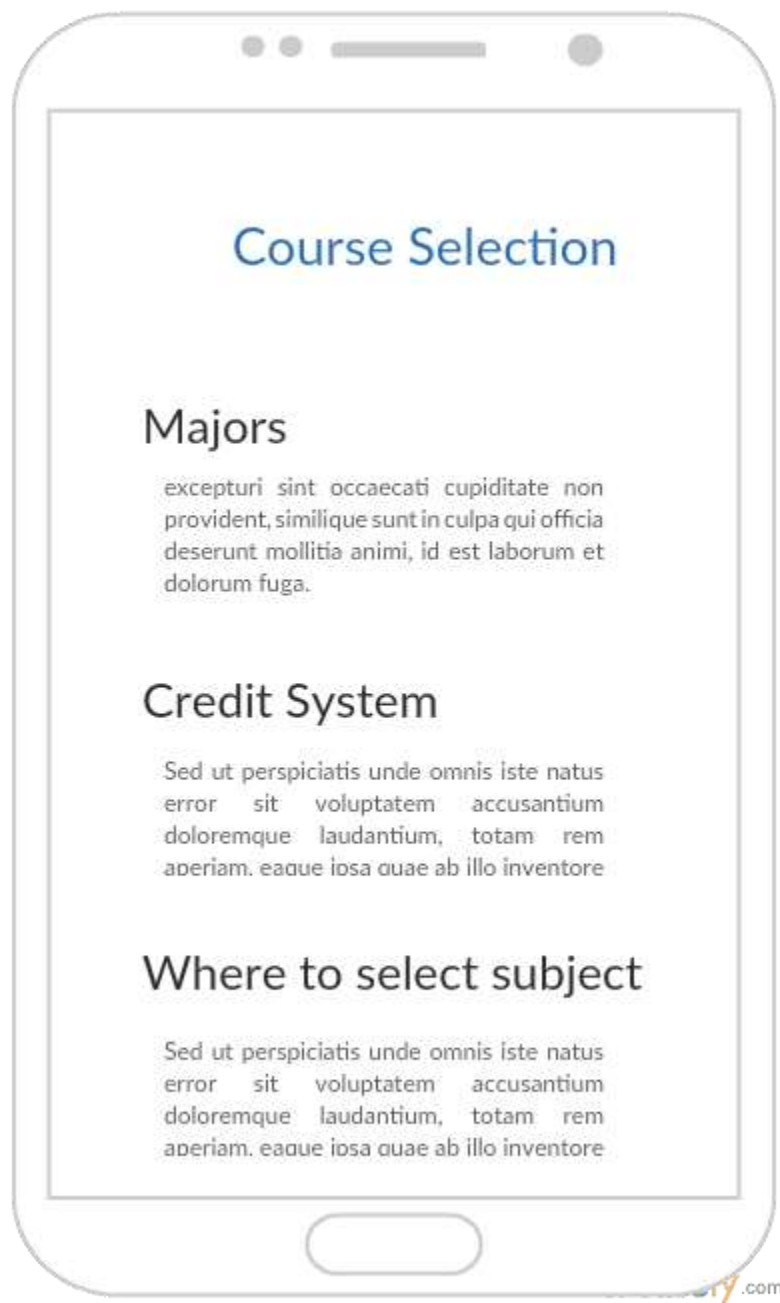 Course Selection
Majors
excepturi sint occaecati cupiditate non
provident, similique sunt in culpa qui officia
deserunt mollitia animi, id est laborum et
dolorum fuga.
Credit System
Sed ut perspiciatis unde omnis iste natus
error sit voluptatem accusantium
doloremque laudantium, totam rem
aperiam, eaque ipsa quae ab illo inventore
Where to select subject
Sed ut perspiciatis unde omnis iste natus
error sit voluptatem accusantium
doloremque laudantium, totam rem
aperiam, eaque ipsa quae ab illo inventore
.com